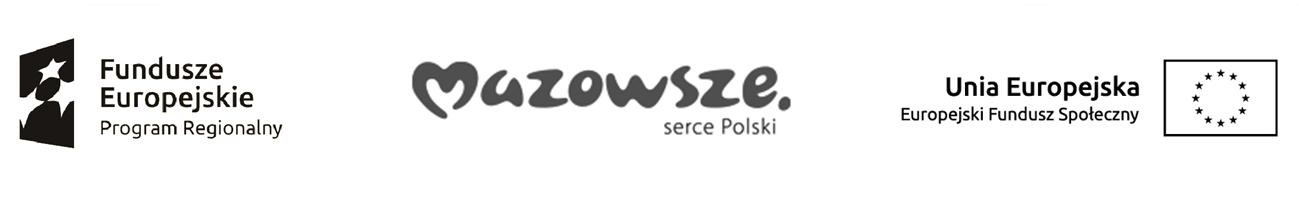 Fundusze
Europejskie
Program Regionalny
mazowsze.
serce Polski
Unia Europejska
Europejski Fundusz Społeczny